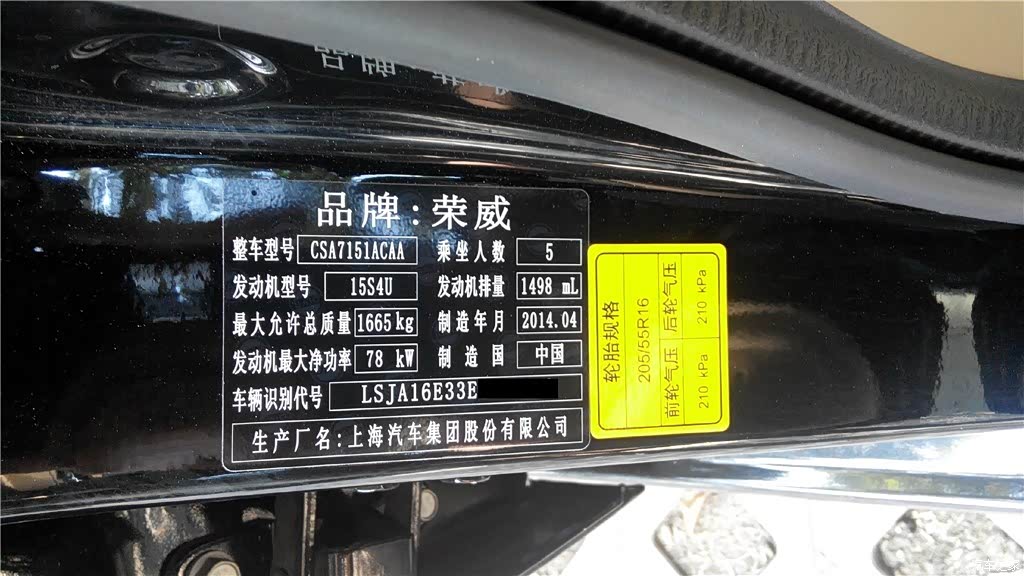 品牌：荣威
整车型号 CSA7151ACAA 乘坐人数 5
发动机型号 15S4U 发动机排量 1498 mL
最大允许总质量 1665kg 制造年月 2014.04
发动机最大净功率 78 kW 制造国 中国
车辆识别代号 LSJA16E33E
生产厂名：上海汽车集团股份有限公司
轮胎规格
205/55R16
前轮气压 后轮气压
210 kPa 210 kPa